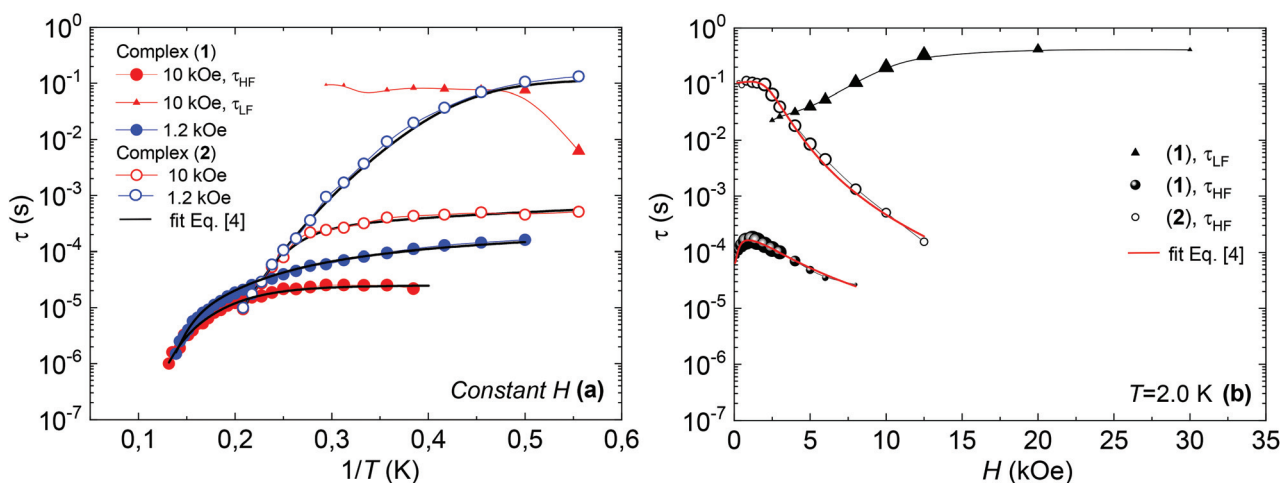 Complex (1)
10 kOe, τHF
10 kOe, τLF
1.2 kOe
Complex (2)
10 kOe
1.2 kOe
fit Eq. [4]
τ (s)
10⁰
10⁻¹
10⁻²
10⁻³
10⁻⁴
10⁻⁵
10⁻⁶
10⁻⁷
0,1 0,2 0,3 0,4 0,5 0,6
1/T (K)
Constant H (a)
τ (s)
10⁰
10⁻¹
10⁻²
10⁻³
10⁻⁴
10⁻⁵
10⁻⁶
10⁻⁷
(1), τLF
(1), τHF
(2), τHF
fit Eq. [4]
T=2.0 K (b)
0 5 10 15 20 25 30 35
H (kOe)